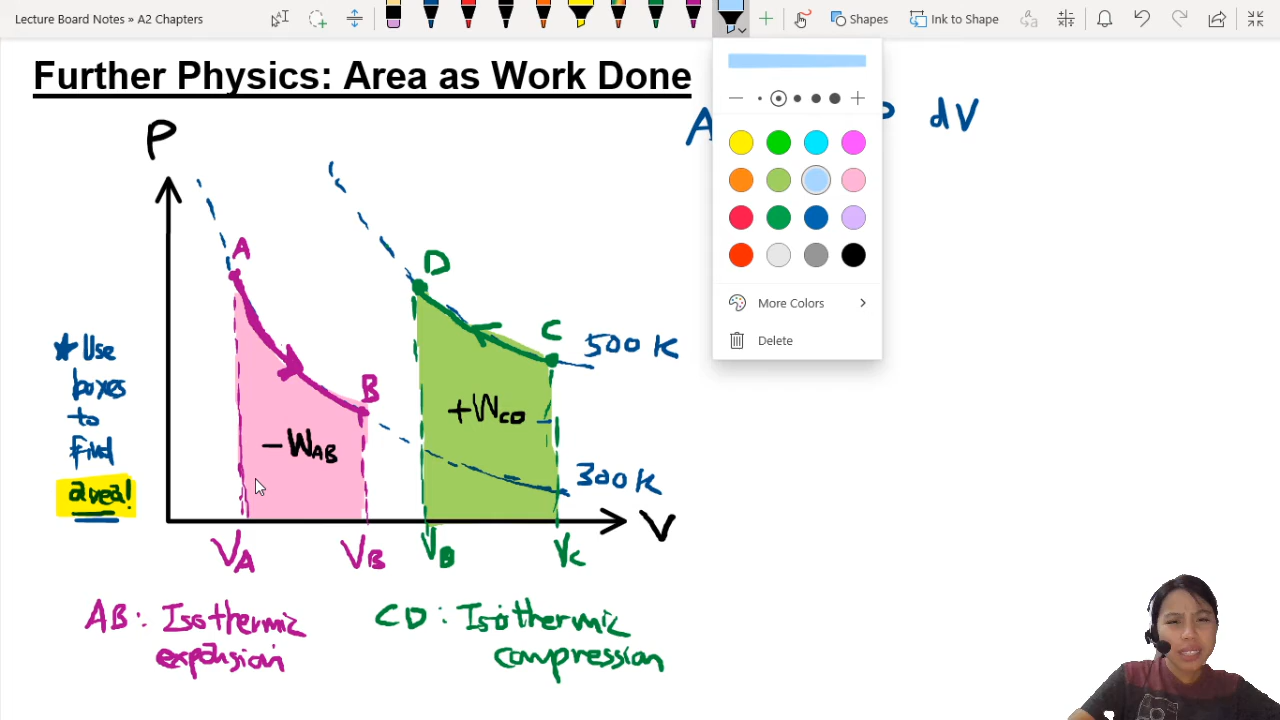 Lecture Board Notes » A2 Chapters
Shapes
Ink to Shape
Further Physics: Area as Work Done
A
P dV
P
A
D
C
B
500 K
300 K
★ Use
boxes
to
find
area!
- WAB
+WCD
V
VA
VB
VB
VC
AB: Isothermic
expansion
CD: Isothermic
compression
More Colors
Delete